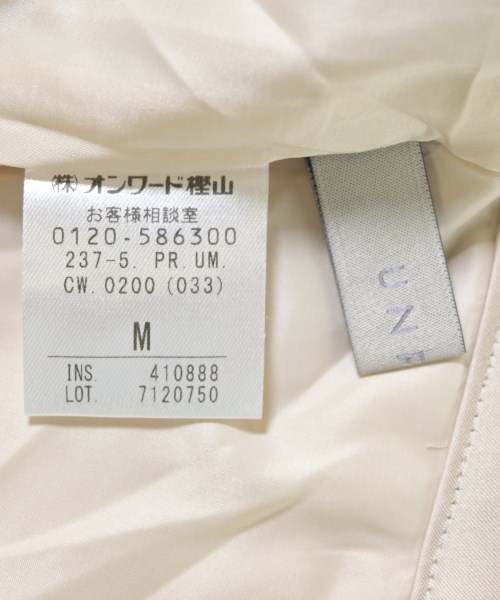 ㈱オンワード樫山
お客様相談室
0120-586300
237-5. PR. UM.
CW. 0200 (033)
M
INS. 410888
LOT. 7120750
UN